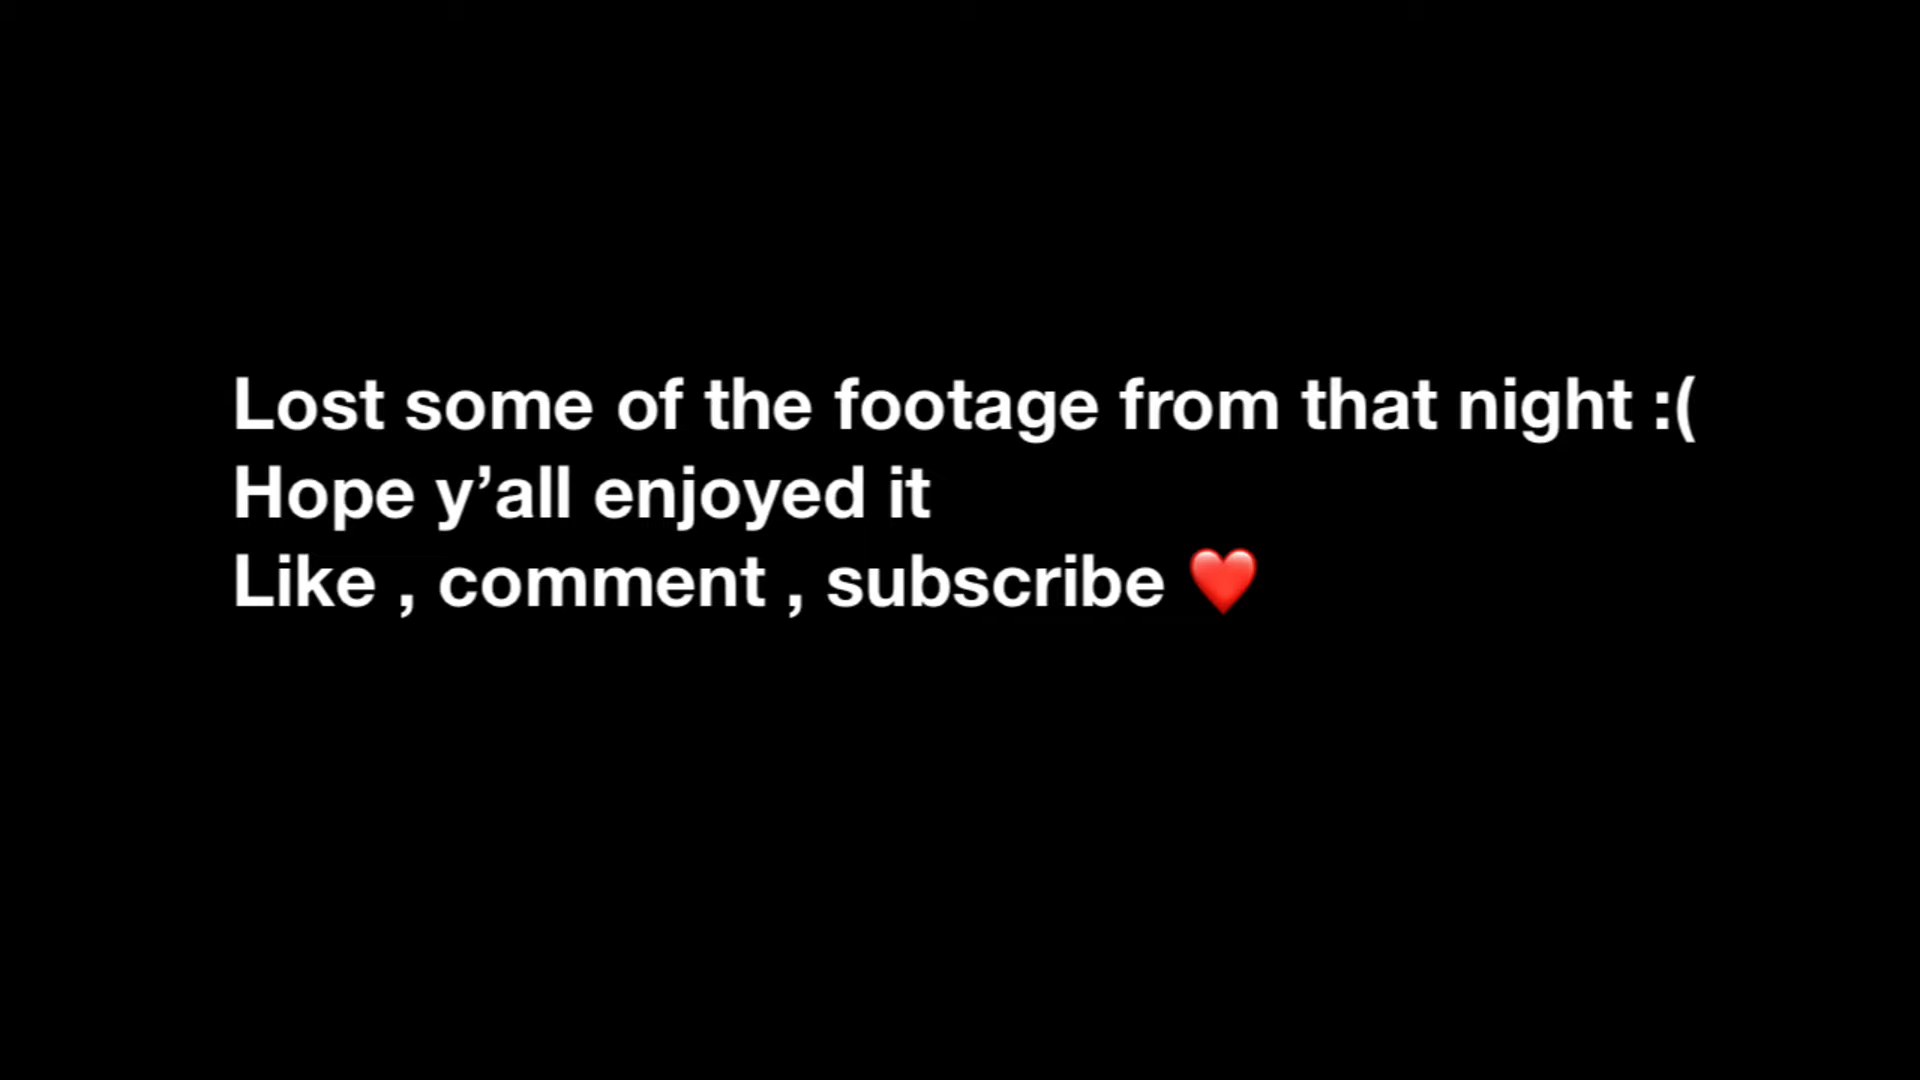 Lost some of the footage from that night :(
Hope y’all enjoyed it
Like , comment , subscribe ❤️